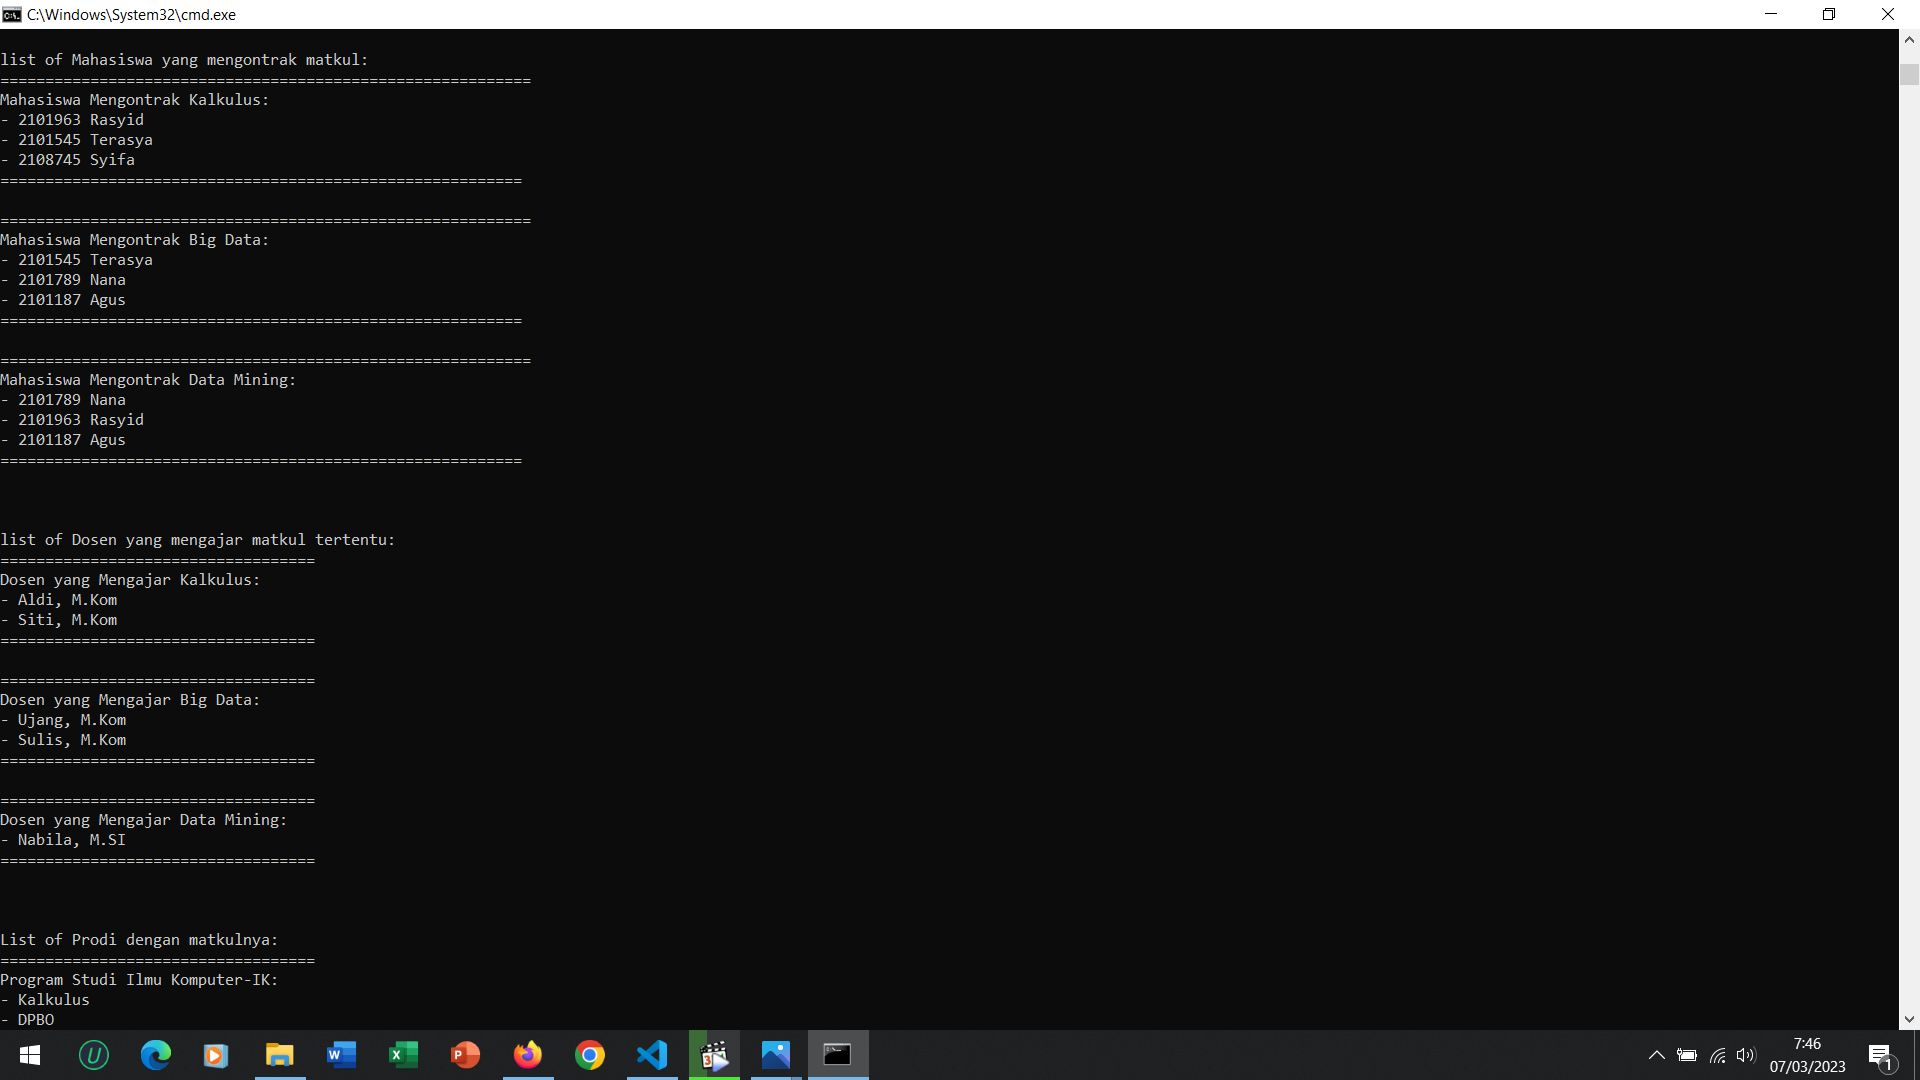 C:\Windows\System32\cmd.exe
list of Mahasiswa yang mengontrak matkul:
===========================================================
Mahasiswa Mengontrak Kalkulus:
- 2101963 Rasyid
- 2101545 Terasya
- 2108745 Syifa
==========================================================
===========================================================
Mahasiswa Mengontrak Big Data:
- 2101545 Terasya
- 2101789 Nana
- 2101187 Agus
==========================================================
===========================================================
Mahasiswa Mengontrak Data Mining:
- 2101789 Nana
- 2101963 Rasyid
- 2101187 Agus
==========================================================
list of Dosen yang mengajar matkul tertentu:
===================================
Dosen yang Mengajar Kalkulus:
- Aldi, M.Kom
- Siti, M.Kom
===================================
===================================
Dosen yang Mengajar Big Data:
- Ujang, M.Kom
- Sulis, M.Kom
===================================
===================================
Dosen yang Mengajar Data Mining:
- Nabila, M.SI
===================================
List of Prodi dengan matkulnya:
===================================
Program Studi Ilmu Komputer-IK:
- Kalkulus
- DPBO
7:46
07/03/2023
1